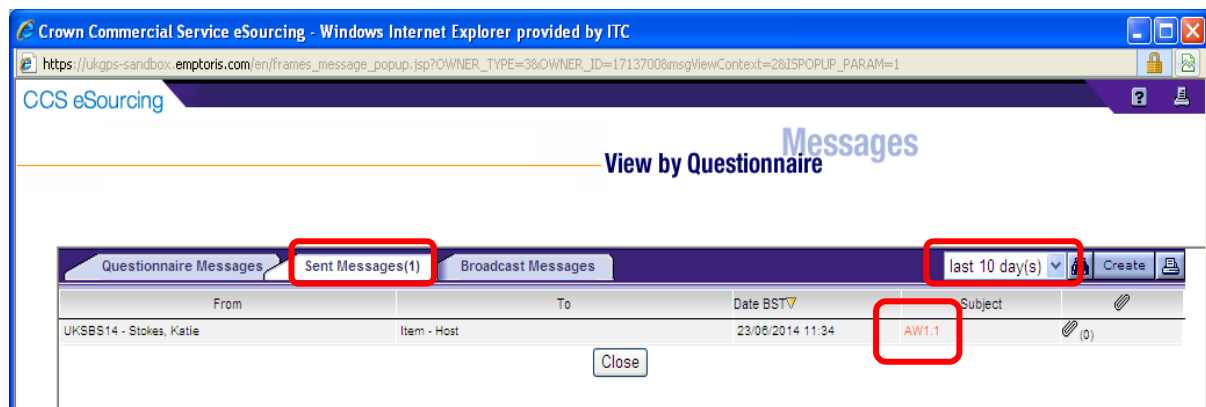 Crown Commercial Service eSourcing - Windows Internet Explorer provided by ITC
https://ukgps-sandbox.emptoris.com/en/frames_message_popup.jsp?OWNER_TYPE=3&OWNER_ID=1713700&msgViewContext=2&ISPOPUP_PARAM=1
CCS eSourcing
?
Messages
View by Questionnaire
Questionnaire Messages Sent Messages(1) Broadcast Messages last 10 day(s) Create
From To Date BST Subject
UKSBS14 - Stokes, Katie Item - Host 23/06/2014 11:34 AW1.1 (0)
Close